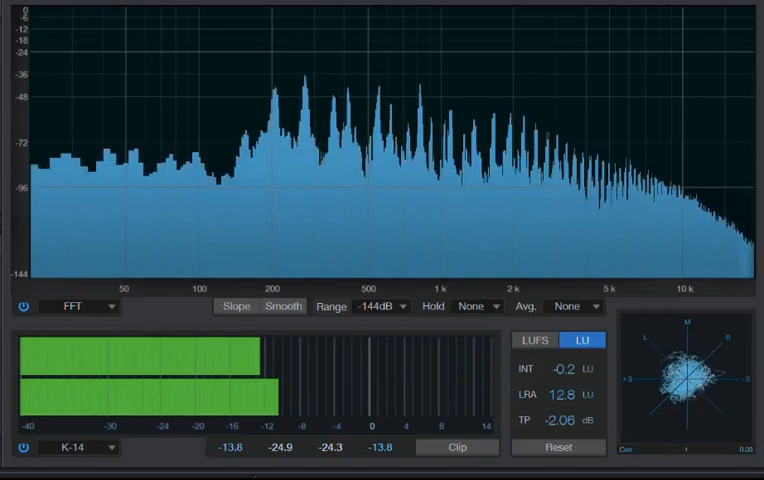 0
-6
-12
-18
-24
-36
-48
-72
-96
-144
50 100 200 500 1 k 2 k 5 k 10 k
FFT Slope Smooth Range -144dB Hold None Avg. None
LUFS LU
INT -0.2 LU
LRA 12.8 LU
TP -2.06 dB
Reset
-40 -30 -24 -20 -16 -12 -8 -4 0 4 8 14
K-14 -13.8 -24.9 -24.3 -13.8 Clip
M
L R
+S -S
Corr 1 0.00